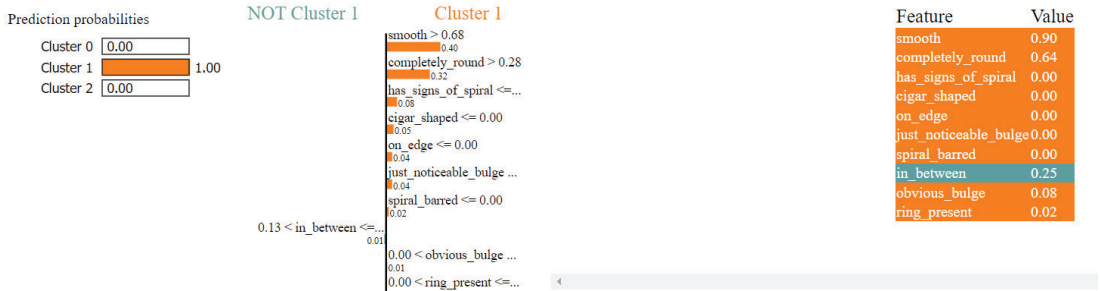 Prediction probabilities
Cluster 0 0.00
Cluster 1 1.00
Cluster 2 0.00
NOT Cluster 1 Cluster 1
smooth > 0.68
0.40
completely_round > 0.28
0.32
has_signs_of_spiral <=...
0.08
cigar_shaped <= 0.00
0.05
on_edge <= 0.00
0.04
just_noticeable_bulge ...
0.04
spiral_barred <= 0.00
0.02
0.13 < in_between <=...
0.01
0.00 < obvious_bulge ...
0.01
0.00 < ring_present <=...
Feature Value
smooth 0.90
completely_round 0.64
has_signs_of_spiral 0.00
cigar_shaped 0.00
on_edge 0.00
just_noticeable_bulge 0.00
spiral_barred 0.00
in_between 0.25
obvious_bulge 0.08
ring_present 0.02